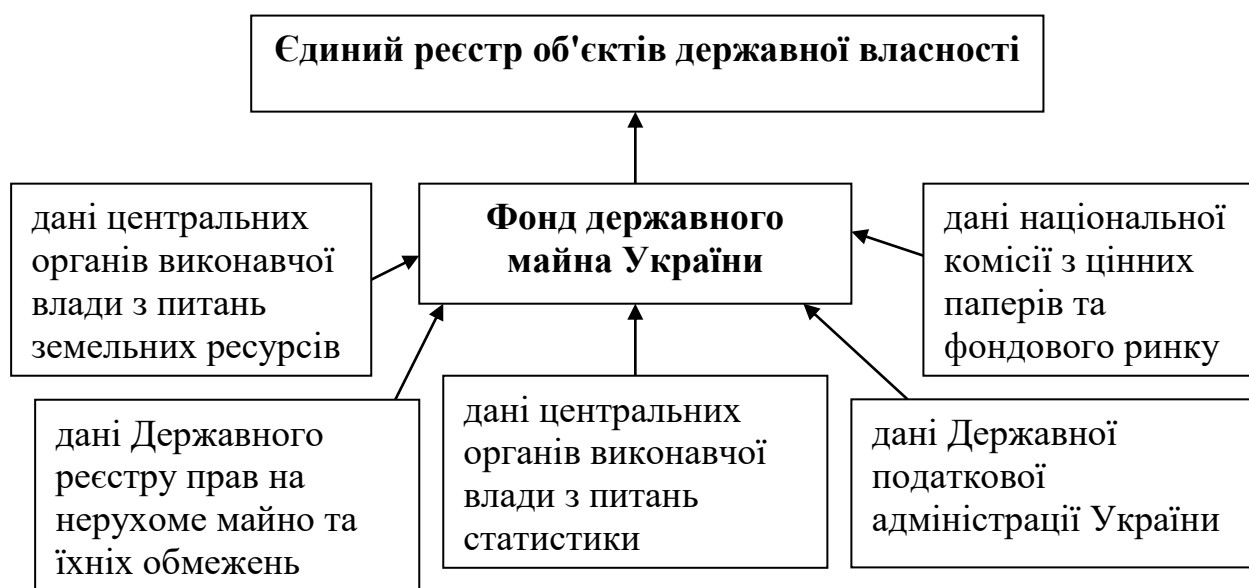 Єдиний реєстр об'єктів державної власності
Фонд державного
майна України
дані центральних
органів виконавчої
влади з питань
земельних ресурсів
дані національної
комісії з цінних
паперів та
фондового ринку
дані Державного
реєстру прав на
нерухоме майно та
їхніх обмежень
дані центральних
органів виконавчої
влади з питань
статистики
дані Державної
податкової
адміністрації України